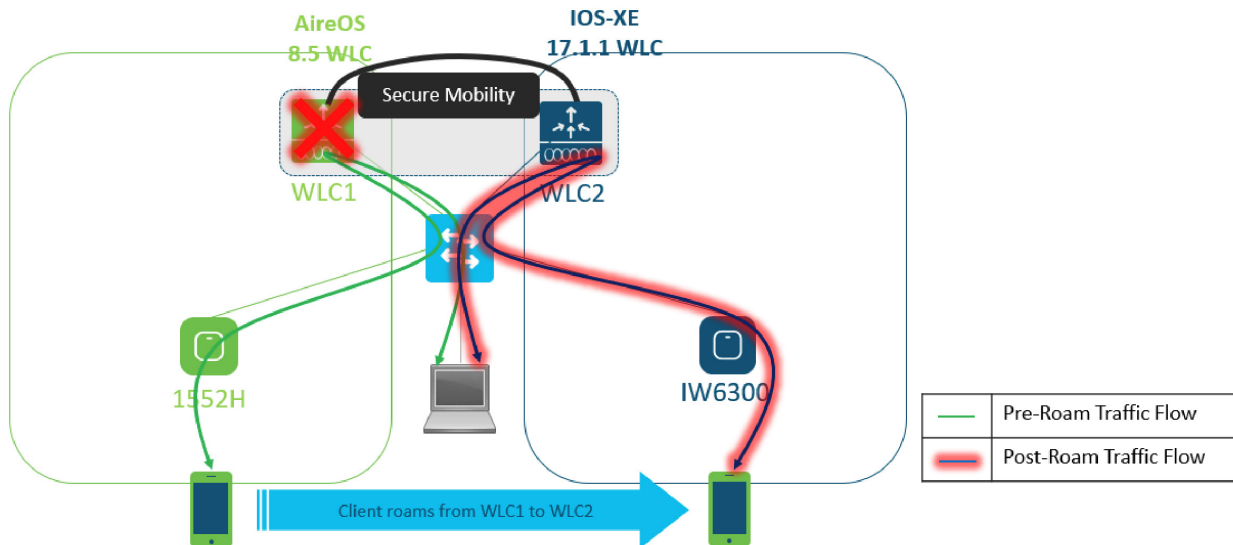 AireOS
8.5 WLC
IOS-XE
17.1.1 WLC
Secure Mobility
WLC1
WLC2
1552H
IW6300
Pre-Roam Traffic Flow
Post-Roam Traffic Flow
Client roams from WLC1 to WLC2